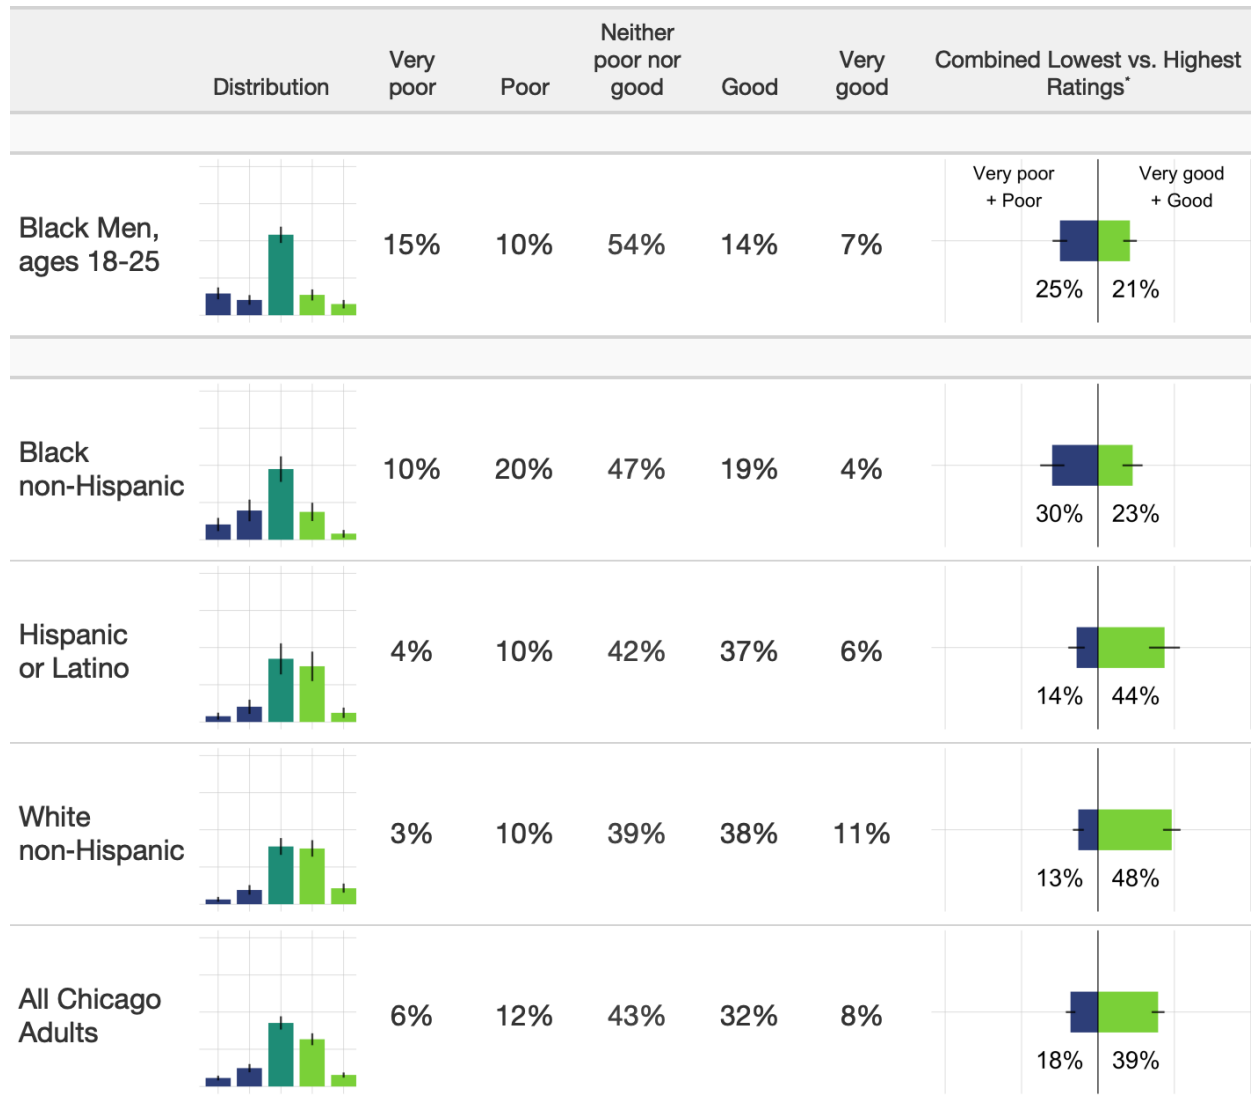 Distribution
Very poor
Poor
Neither poor nor good
Good
Very good
Combined Lowest vs. Highest Ratings*
Black Men,
ages 18-25
15% 10% 54% 14% 7%
Very poor
+ Poor
Very good
+ Good
25% 21%
Black
non-Hispanic
10% 20% 47% 19% 4%
30% 23%
Hispanic
or Latino
4% 10% 42% 37% 6%
14% 44%
White
non-Hispanic
3% 10% 39% 38% 11%
13% 48%
All Chicago
Adults
6% 12% 43% 32% 8%
18% 39%